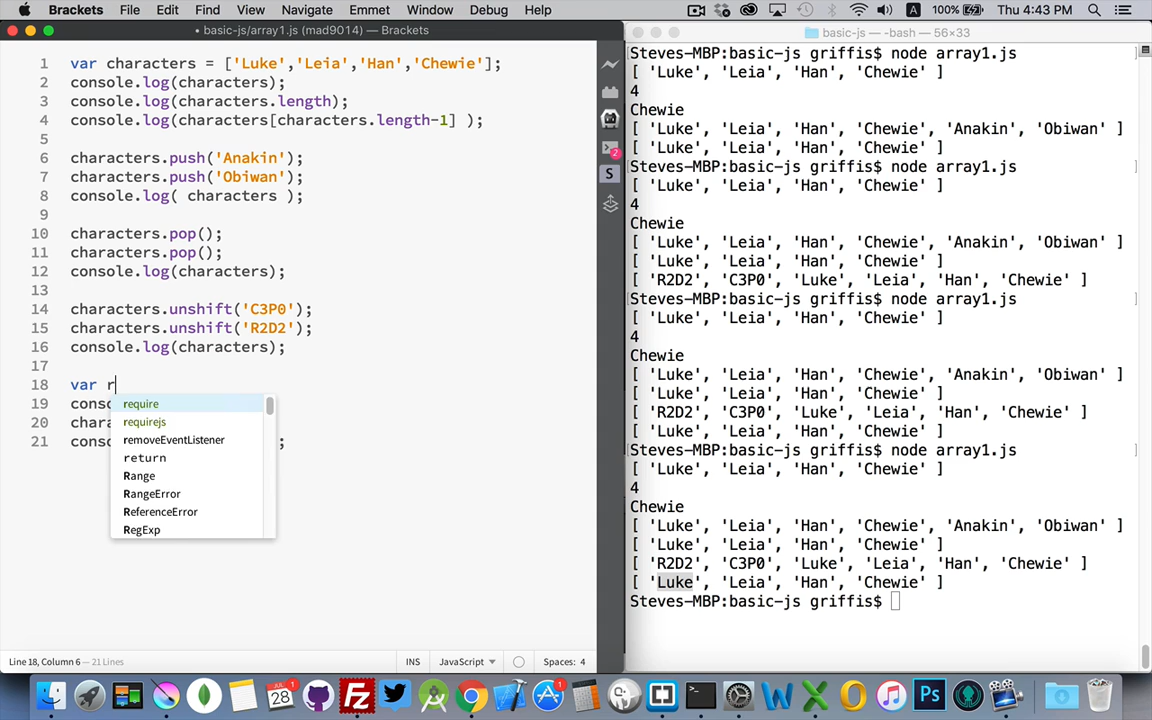 Brackets File Edit Find View Navigate Emmet Window Debug Help
A 100% Thu 4:43 PM
• basic-js/array1.js (mad9014) — Brackets
1 var characters = ['Luke','Leia','Han','Chewie'];
2 console.log(characters);
3 console.log(characters.length);
4 console.log(characters[characters.length-1] );
5
6 characters.push('Anakin');
7 characters.push('Obiwan');
8 console.log( characters );
9
10 characters.pop();
11 characters.pop();
12 console.log(characters);
13
14 characters.unshift('C3P0');
15 characters.unshift('R2D2');
16 console.log(characters);
17
18 var r
19 conso
20 chara
21 conso ;
require
requirejs
removeEventListener
return
Range
RangeError
ReferenceError
RegExp
2
S
Line 18, Column 6 — 21 Lines
INS
JavaScript
Spaces: 4
basic-js — -bash — 56×33
[Steves-MBP:basic-js griffis$ node array1.js ]
[ 'Luke', 'Leia', 'Han', 'Chewie' ]
4
Chewie
[ 'Luke', 'Leia', 'Han', 'Chewie', 'Anakin', 'Obiwan' ]
[ 'Luke', 'Leia', 'Han', 'Chewie' ]
[Steves-MBP:basic-js griffis$ node array1.js ]
[ 'Luke', 'Leia', 'Han', 'Chewie' ]
4
Chewie
[ 'Luke', 'Leia', 'Han', 'Chewie', 'Anakin', 'Obiwan' ]
[ 'Luke', 'Leia', 'Han', 'Chewie' ]
[ 'R2D2', 'C3P0', 'Luke', 'Leia', 'Han', 'Chewie' ]
[Steves-MBP:basic-js griffis$ node array1.js ]
[ 'Luke', 'Leia', 'Han', 'Chewie' ]
4
Chewie
[ 'Luke', 'Leia', 'Han', 'Chewie', 'Anakin', 'Obiwan' ]
[ 'Luke', 'Leia', 'Han', 'Chewie' ]
[ 'R2D2', 'C3P0', 'Luke', 'Leia', 'Han', 'Chewie' ]
[ 'Luke', 'Leia', 'Han', 'Chewie' ]
[Steves-MBP:basic-js griffis$ node array1.js ]
[ 'Luke', 'Leia', 'Han', 'Chewie' ]
4
Chewie
[ 'Luke', 'Leia', 'Han', 'Chewie', 'Anakin', 'Obiwan' ]
[ 'Luke', 'Leia', 'Han', 'Chewie' ]
[ 'R2D2', 'C3P0', 'Luke', 'Leia', 'Han', 'Chewie' ]
[ 'Luke', 'Leia', 'Han', 'Chewie' ]
Steves-MBP:basic-js griffis$
JUL
28
1
Ps